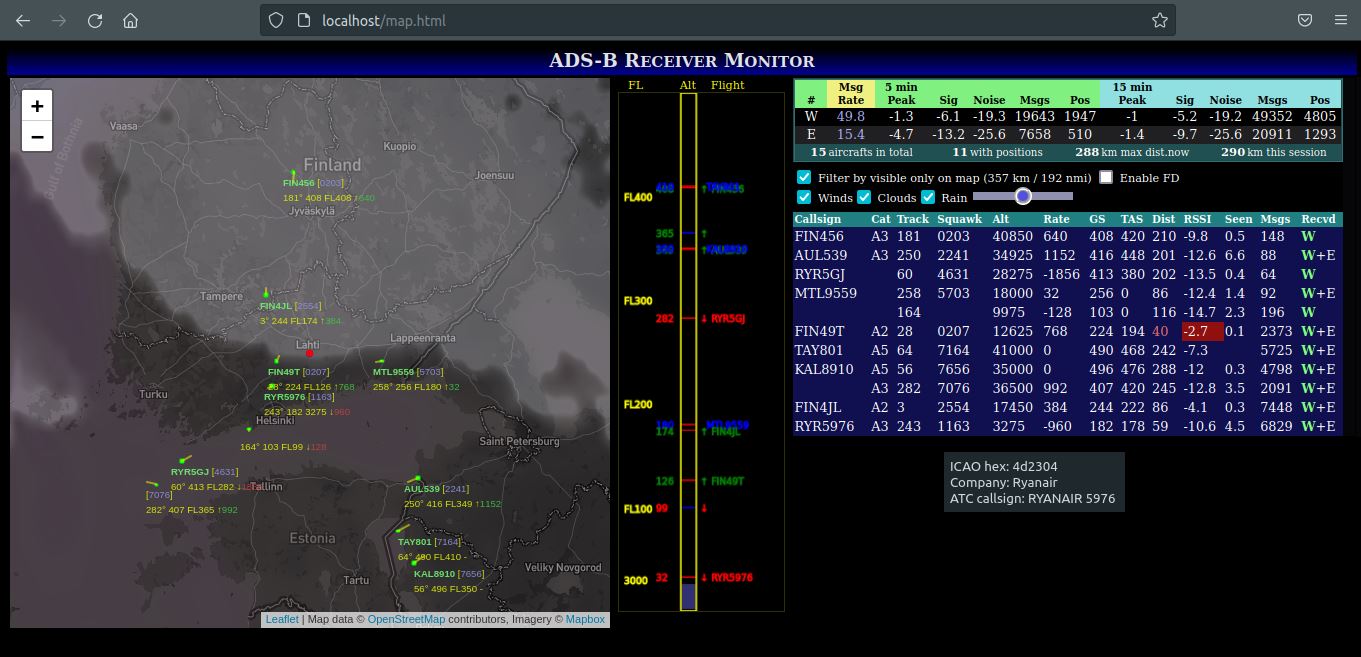 localhost/map.html
ADS-B RECEIVER MONITOR
+
−
Gulf of Bothnia
Vaasa
Kuopio
Finland
Joensuu
FIN456 [0203]
181° 408 FL408 ↑640
Jyväskylä
Tampere
FIN4JL [2554]
3° 244 FL174 ↑384
Lappeenranta
Lahti
FIN49T [0207]
28° 224 FL126 ↑768
MTL9559 [5703]
258° 256 FL180 ↑32
Turku
RYR5976 [1163]
243° 182 3275 ↓960
Helsinki
164° 103 FL99 ↓128
Saint Petersburg
RYR5GJ [4631]
60° 413 FL282
Tallinn
[7076]
282° 407 FL365 ↑992
AUL539 [2241]
250° 416 FL349 ↑1152
Estonia
TAY801 [7164]
64° 490 FL410 -
KAL8910 [7656]
56° 496 FL350 -
Tartu
Veliky Novgorod
Leaflet | Map data © OpenStreetMap contributors, Imagery © Mapbox
FL Alt Flight
FL400
365 ↑
FL300
282 ↓ RYR5GJ
FL200
180 MTL9559
174 ↑ FIN4JL
126 ↑ FIN49T
FL100 99 ↓
3000 32 ↓ RYR5976
Msg 5 min 15 min
# Rate Peak Sig Noise Msgs Pos Peak Sig Noise Msgs Pos
W 49.8 -1.3 -6.1 -19.3 19643 1947 -1 -5.2 -19.2 49352 4805
E 15.4 -4.7 -13.2 -25.6 7658 510 -1.4 -9.7 -25.6 20911 1293
15 aircrafts in total 11 with positions 288 km max dist.now 290 km this session
Filter by visible only on map (357 km / 192 nmi) Enable FD
Winds Clouds Rain
Callsign Cat Track Squawk Alt Rate GS TAS Dist RSSI Seen Msgs Recvd
FIN456 A3 181 0203 40850 640 408 420 210 -9.8 0.5 148 W
AUL539 A3 250 2241 34925 1152 416 448 201 -12.6 6.6 88 W+E
RYR5GJ 60 4631 28275 -1856 413 380 202 -13.5 0.4 64 W
MTL9559 258 5703 18000 32 256 0 86 -12.4 1.4 92 W+E
164 9975 -128 103 0 116 -14.7 2.3 196 W
FIN49T A2 28 0207 12625 768 224 194 40 -2.7 0.1 2373 W+E
TAY801 A5 64 7164 41000 0 490 468 242 -7.3 5725 W+E
KAL8910 A5 56 7656 35000 0 496 476 288 -12 0.3 4798 W+E
A3 282 7076 36500 992 407 420 245 -12.8 3.5 2091 W+E
FIN4JL A2 3 2554 17450 384 244 222 86 -4.1 0.3 7448 W+E
RYR5976 A3 243 1163 3275 -960 182 178 59 -10.6 4.5 6829 W+E
ICAO hex: 4d2304
Company: Ryanair
ATC callsign: RYANAIR 5976